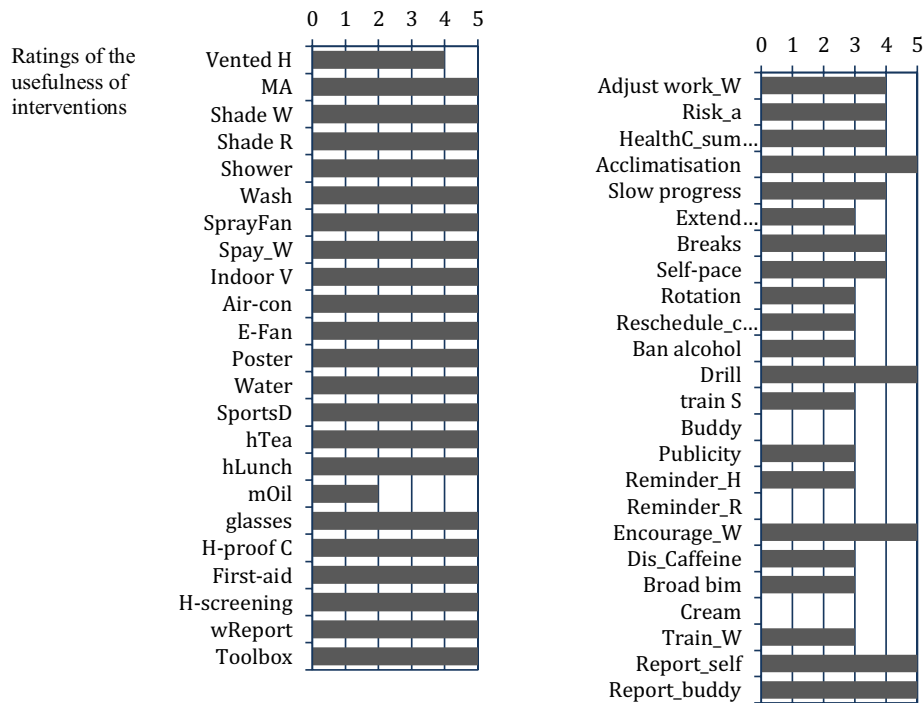 Ratings of the
usefulness of
interventions
0 1 2 3 4 5
Vented H
MA
Shade W
Shade R
Shower
Wash
SprayFan
Spay_W
Indoor V
Air-con
E-Fan
Poster
Water
SportsD
hTea
hLunch
mOil
glasses
H-proof C
First-aid
H-screening
wReport
Toolbox
0 1 2 3 4 5
Adjust work_W
Risk_a
HealthC_sum...
Acclimatisation
Slow progress
Extend...
Breaks
Self-pace
Rotation
Reschedule_c...
Ban alcohol
Drill
train S
Buddy
Publicity
Reminder_H
Reminder_R
Encourage_W
Dis_Caffeine
Broad bim
Cream
Train_W
Report_self
Report_buddy